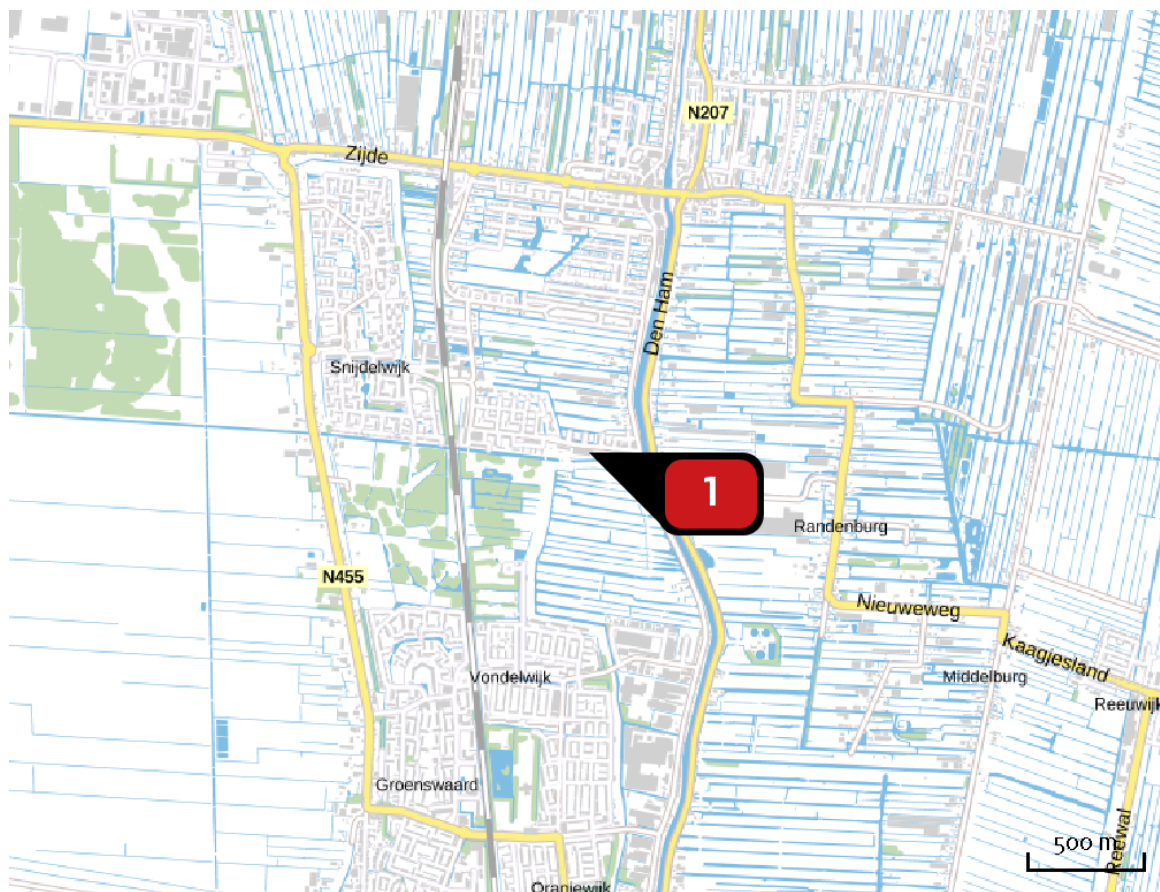 N207
Zijde
Den Ham
Snijdelwijk
1
Randenburg
N455
Nieuweweg
Kaagjesland
Vondelwijk
Middelburg
Reeuwijk
Groenswaard
Reewal
500 m
Oranjewijk